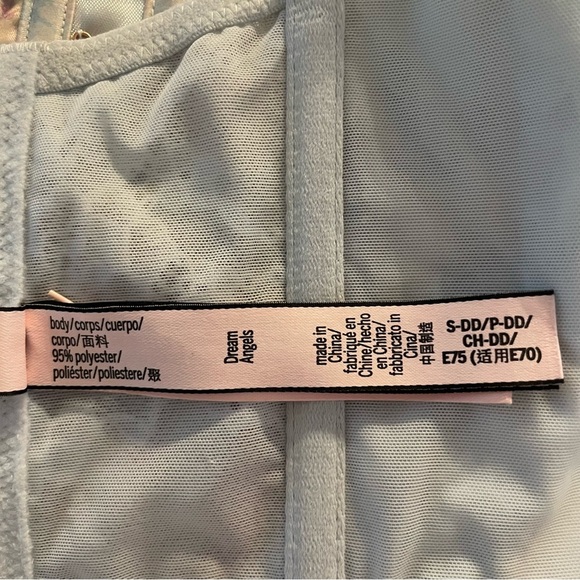 body/corps/cuerpo/
corpo/面料
95% polyester/
poliéster/poliestere/聚
Dream
Angels
made in
China/
fabriqué en
Chine/hecho
en China/
fabbricato in
Cina/
中国制造
S-DD/P-DD/
CH-DD/
E75 (适用E70)